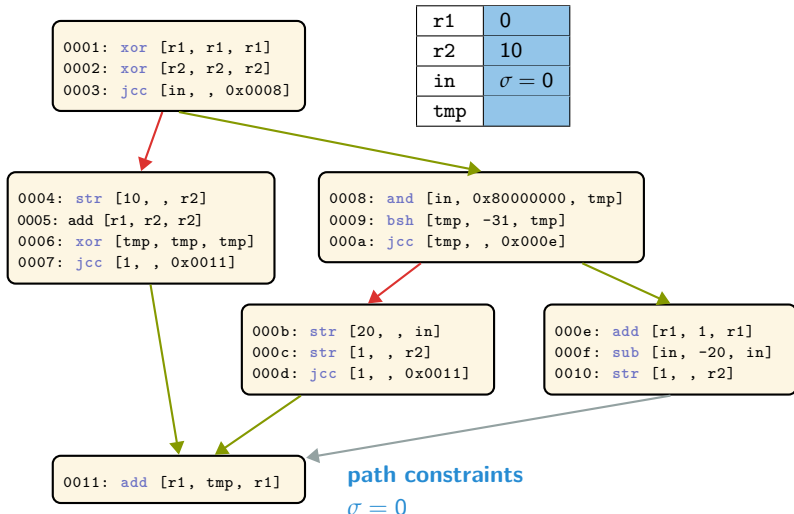 r1 0
r2 10
in σ = 0
tmp
0001: xor [r1, r1, r1]
0002: xor [r2, r2, r2]
0003: jcc [in, , 0x0008]
0004: str [10, , r2]
0005: add [r1, r2, r2]
0006: xor [tmp, tmp, tmp]
0007: jcc [1, , 0x0011]
0008: and [in, 0x80000000, tmp]
0009: bsh [tmp, -31, tmp]
000a: jcc [tmp, , 0x000e]
000b: str [20, , in]
000c: str [1, , r2]
000d: jcc [1, , 0x0011]
000e: add [r1, 1, r1]
000f: sub [in, -20, in]
0010: str [1, , r2]
0011: add [r1, tmp, r1]
path constraints
σ = 0